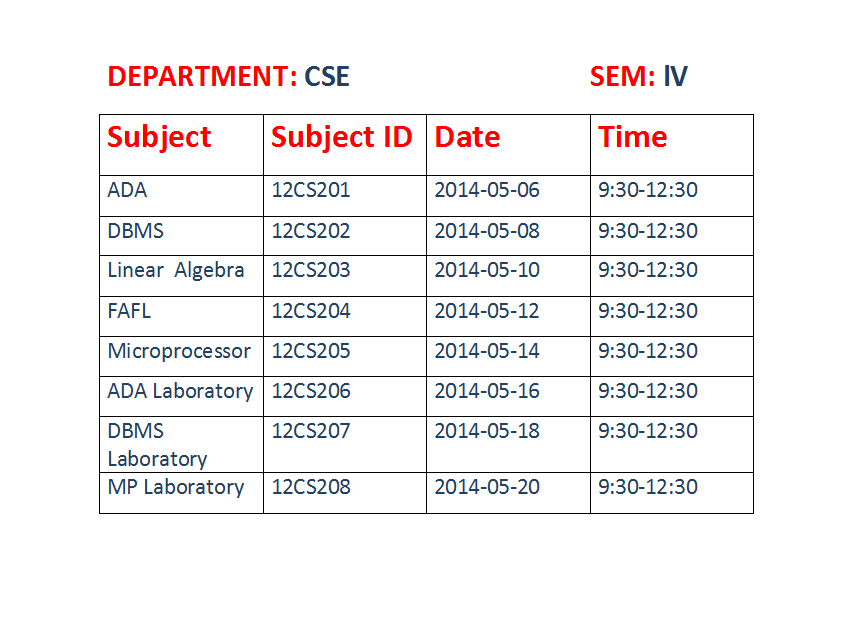 DEPARTMENT: CSE SEM: lV
Subject Subject ID Date Time
ADA 12CS201 2014-05-06 9:30-12:30
DBMS 12CS202 2014-05-08 9:30-12:30
Linear Algebra 12CS203 2014-05-10 9:30-12:30
FAFL 12CS204 2014-05-12 9:30-12:30
Microprocessor 12CS205 2014-05-14 9:30-12:30
ADA Laboratory 12CS206 2014-05-16 9:30-12:30
DBMS 12CS207 2014-05-18 9:30-12:30
Laboratory
MP Laboratory 12CS208 2014-05-20 9:30-12:30